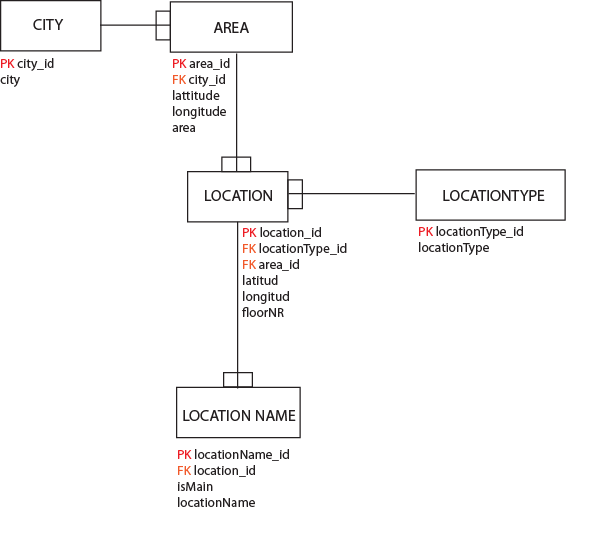 CITY
PK city_id
city
AREA
PK area_id
FK city_id
lattitude
longitude
area
LOCATION
PK location_id
FK locationType_id
FK area_id
latitud
longitud
floorNR
LOCATIONTYPE
PK locationType_id
locationType
LOCATION NAME
PK locationName_id
FK location_id
isMain
locationName